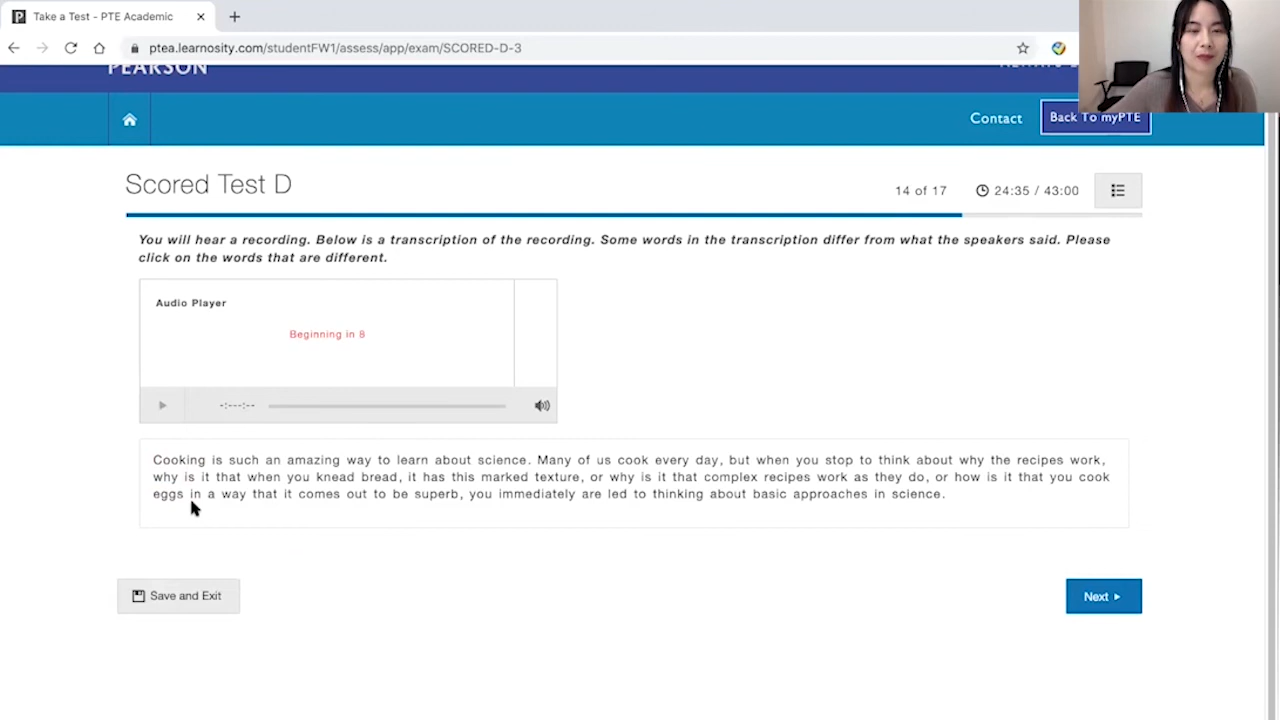 Take a Test - PTE Academic
ptea.learnosity.com/studentFW1/assess/app/exam/SCORED-D-3
PEARSON
Contact
Back To myPTE
Scored Test D
14 of 17
24:35 / 43:00
You will hear a recording. Below is a transcription of the recording. Some words in the transcription differ from what the speakers said. Please
click on the words that are different.
Audio Player
Beginning in 8
-:---:--
Cooking is such an amazing way to learn about science. Many of us cook every day, but when you stop to think about why the recipes work,
why is it that when you knead bread, it has this marked texture, or why is it that complex recipes work as they do, or how is it that you cook
eggs in a way that it comes out to be superb, you immediately are led to thinking about basic approaches in science.
Save and Exit
Next